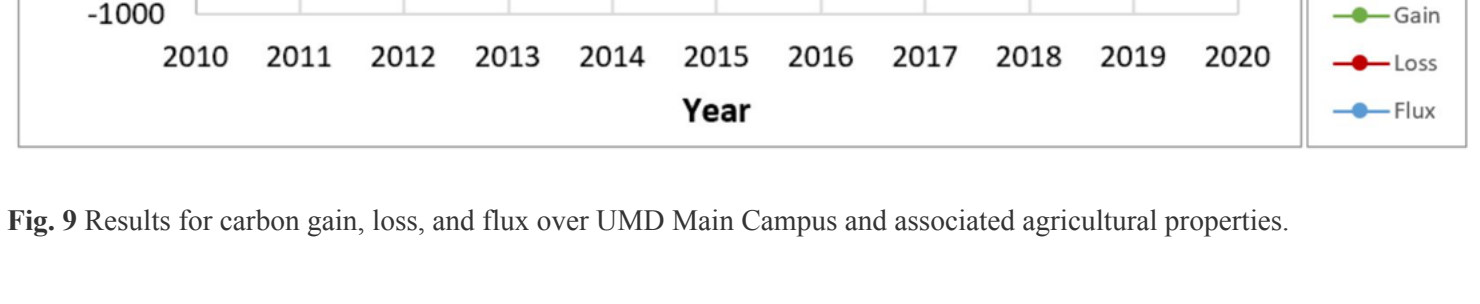 -1000
2010 2011 2012 2013 2014 2015 2016 2017 2018 2019 2020
Year
Gain
Loss
Flux
Fig. 9 Results for carbon gain, loss, and flux over UMD Main Campus and associated agricultural properties.